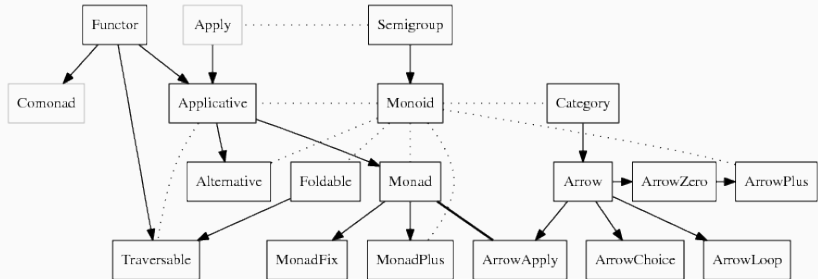 Functor Apply Semigroup
Comonad Applicative Monoid Category
Alternative Foldable Monad Arrow ArrowZero ArrowPlus
Traversable MonadFix MonadPlus ArrowApply ArrowChoice ArrowLoop